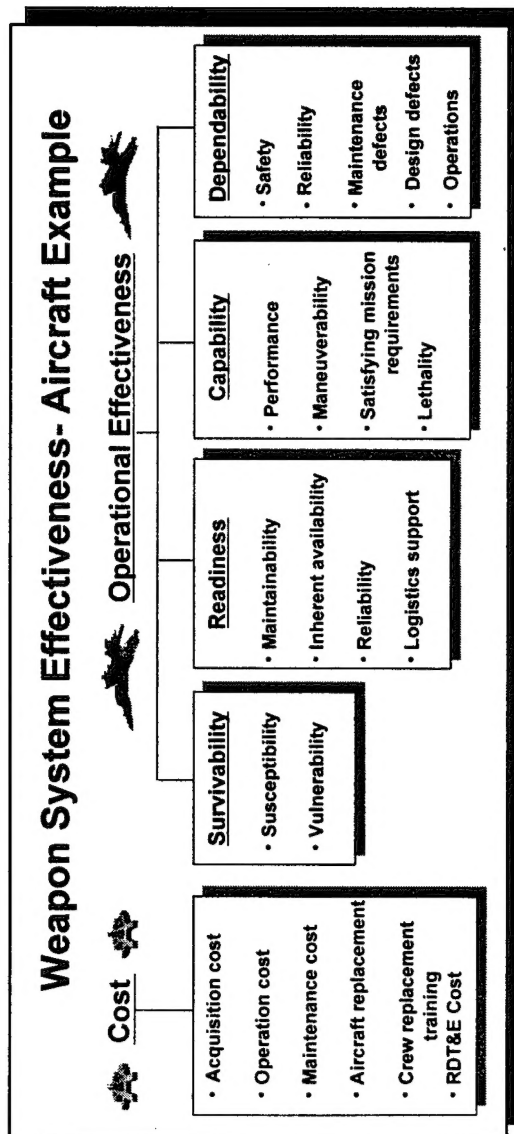 Weapon System Effectiveness- Aircraft Example
Cost
• Acquisition cost
• Operation cost
• Maintenance cost
• Aircraft replacement
• Crew replacement
training
• RDT&E Cost
Operational Effectiveness
Survivability
• Susceptibility
• Vulnerability
Readiness
• Maintainability
• Inherent availability
• Reliability
• Logistics support
Capability
• Performance
• Maneuverability
• Satisfying mission
requirements
• Lethality
Dependability
• Safety
• Reliability
• Maintenance
defects
• Design defects
• Operations